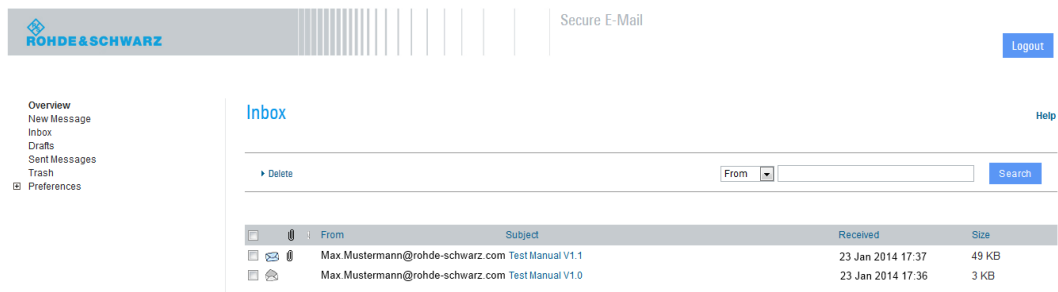 Secure E-Mail
ROHDE&SCHWARZ
Logout
Overview
New Message
Inbox
Drafts
Sent Messages
Trash
Preferences
Inbox
Help
Delete
From
Search
From Subject Received Size
Max.Mustermann@rohde-schwarz.com Test Manual V1.1 23 Jan 2014 17:37 49 KB
Max.Mustermann@rohde-schwarz.com Test Manual V1.0 23 Jan 2014 17:36 3 KB